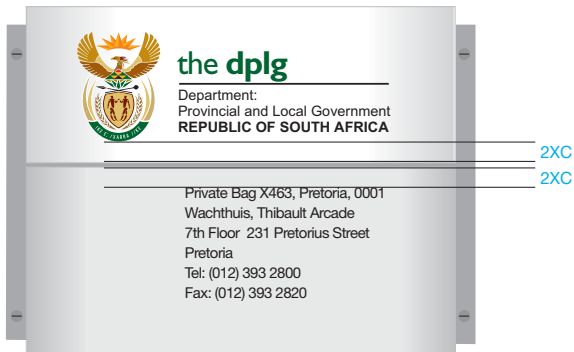 the dplg
Department:
Provincial and Local Government
REPUBLIC OF SOUTH AFRICA
2XC
2XC
Private Bag X463, Pretoria, 0001
Wachthuis, Thibault Arcade
7th Floor 231 Pretorius Street
Pretoria
Tel: (012) 393 2800
Fax: (012) 393 2820